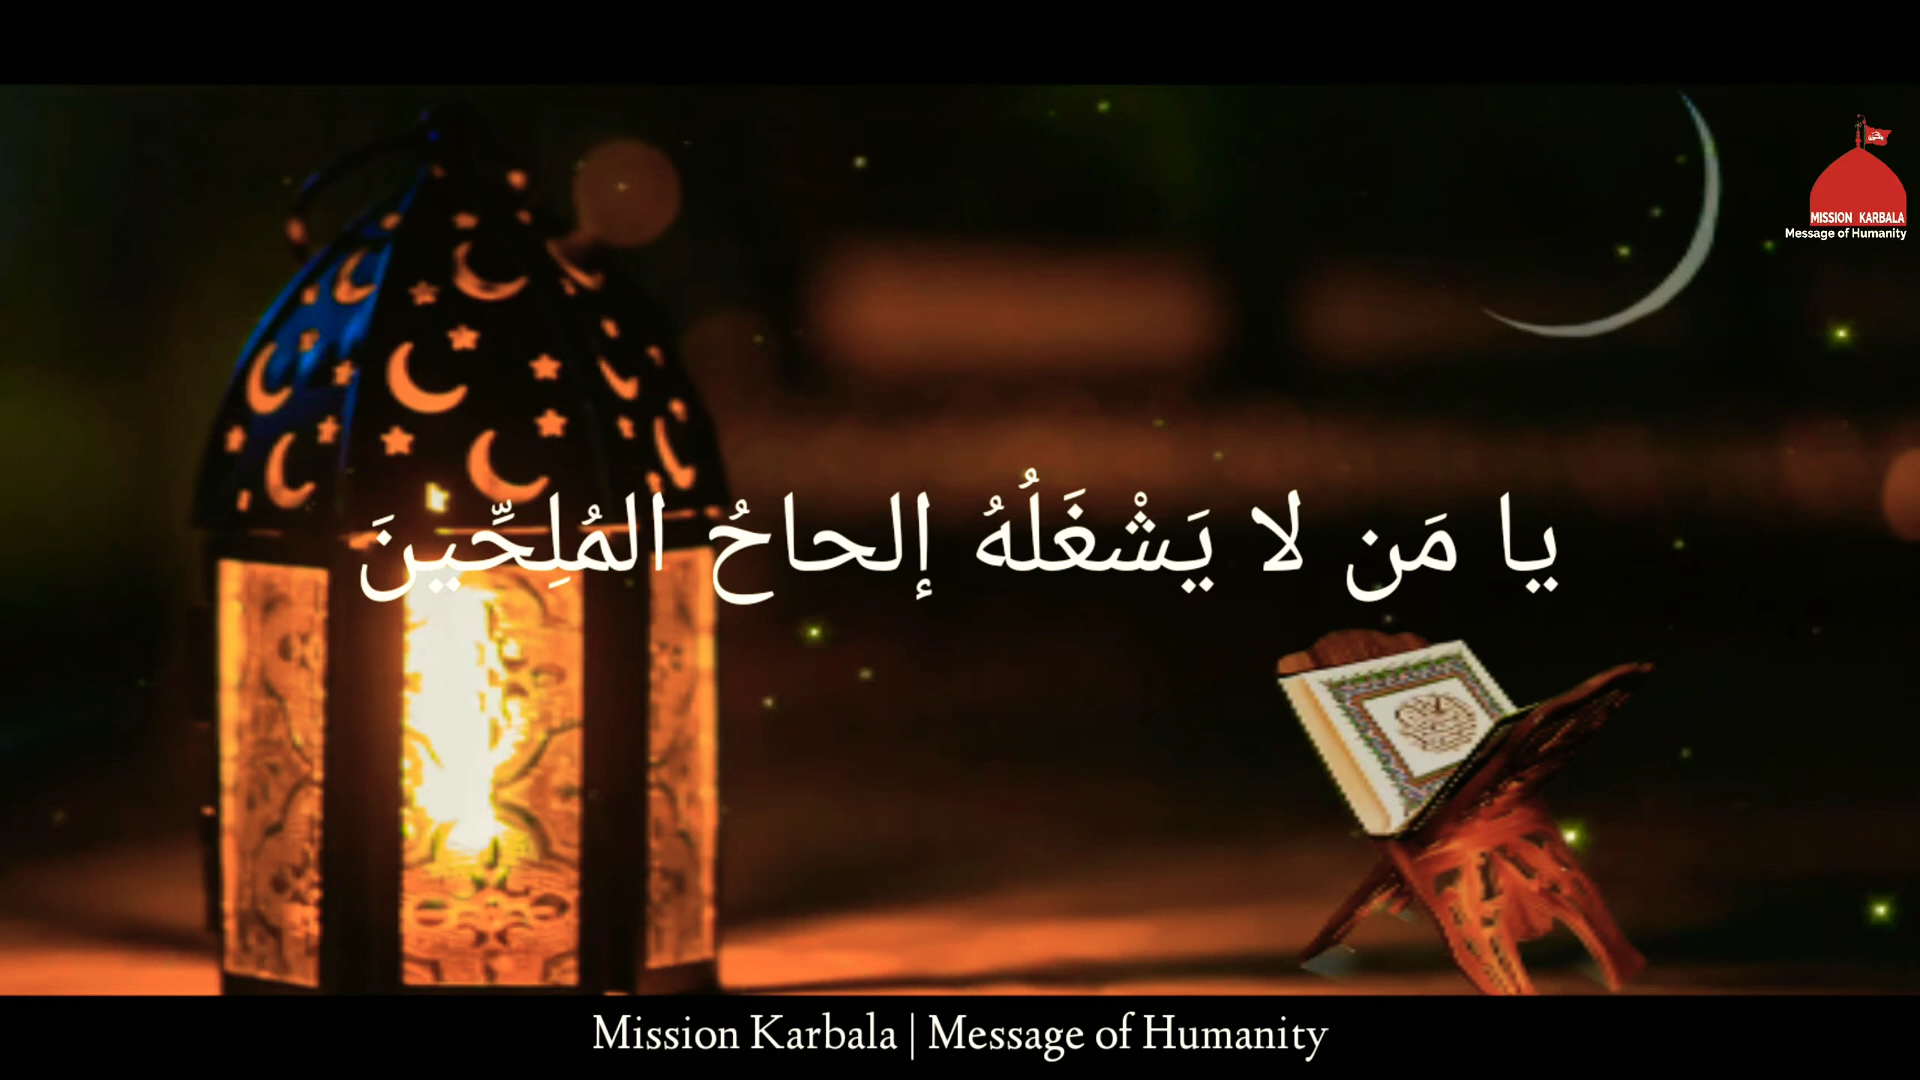 MISSION KARBALA
Message of Humanity
يا مَن لا يَشْغَلُهُ إلحاحُ المُلِحِّينَ
Mission Karbala | Message of Humanity